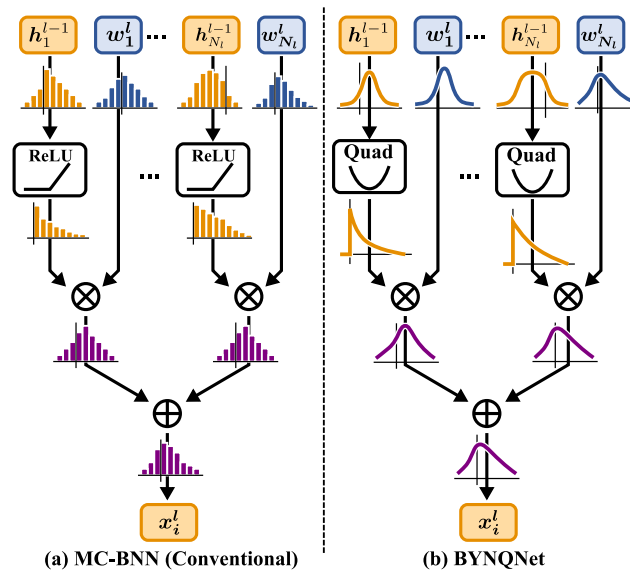 h_1^{l-1} w_1^l ... h_{N_l}^{l-1} w_{N_l}^l
ReLU ... ReLU
x_i^l
(a) MC-BNN (Conventional)
h_1^{l-1} w_1^l ... h_{N_l}^{l-1} w_{N_l}^l
Quad ... Quad
x_i^l
(b) BYNQNet